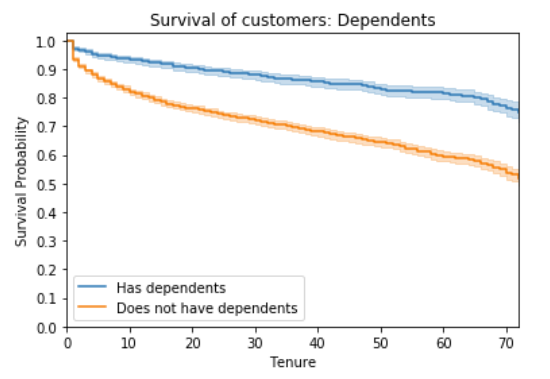 Survival of customers: Dependents
1.0
0.9
0.8
0.7
0.6
0.5
0.4
0.3
0.2
0.1
0.0
Survival Probability
Has dependents
Does not have dependents
0 10 20 30 40 50 60 70
Tenure